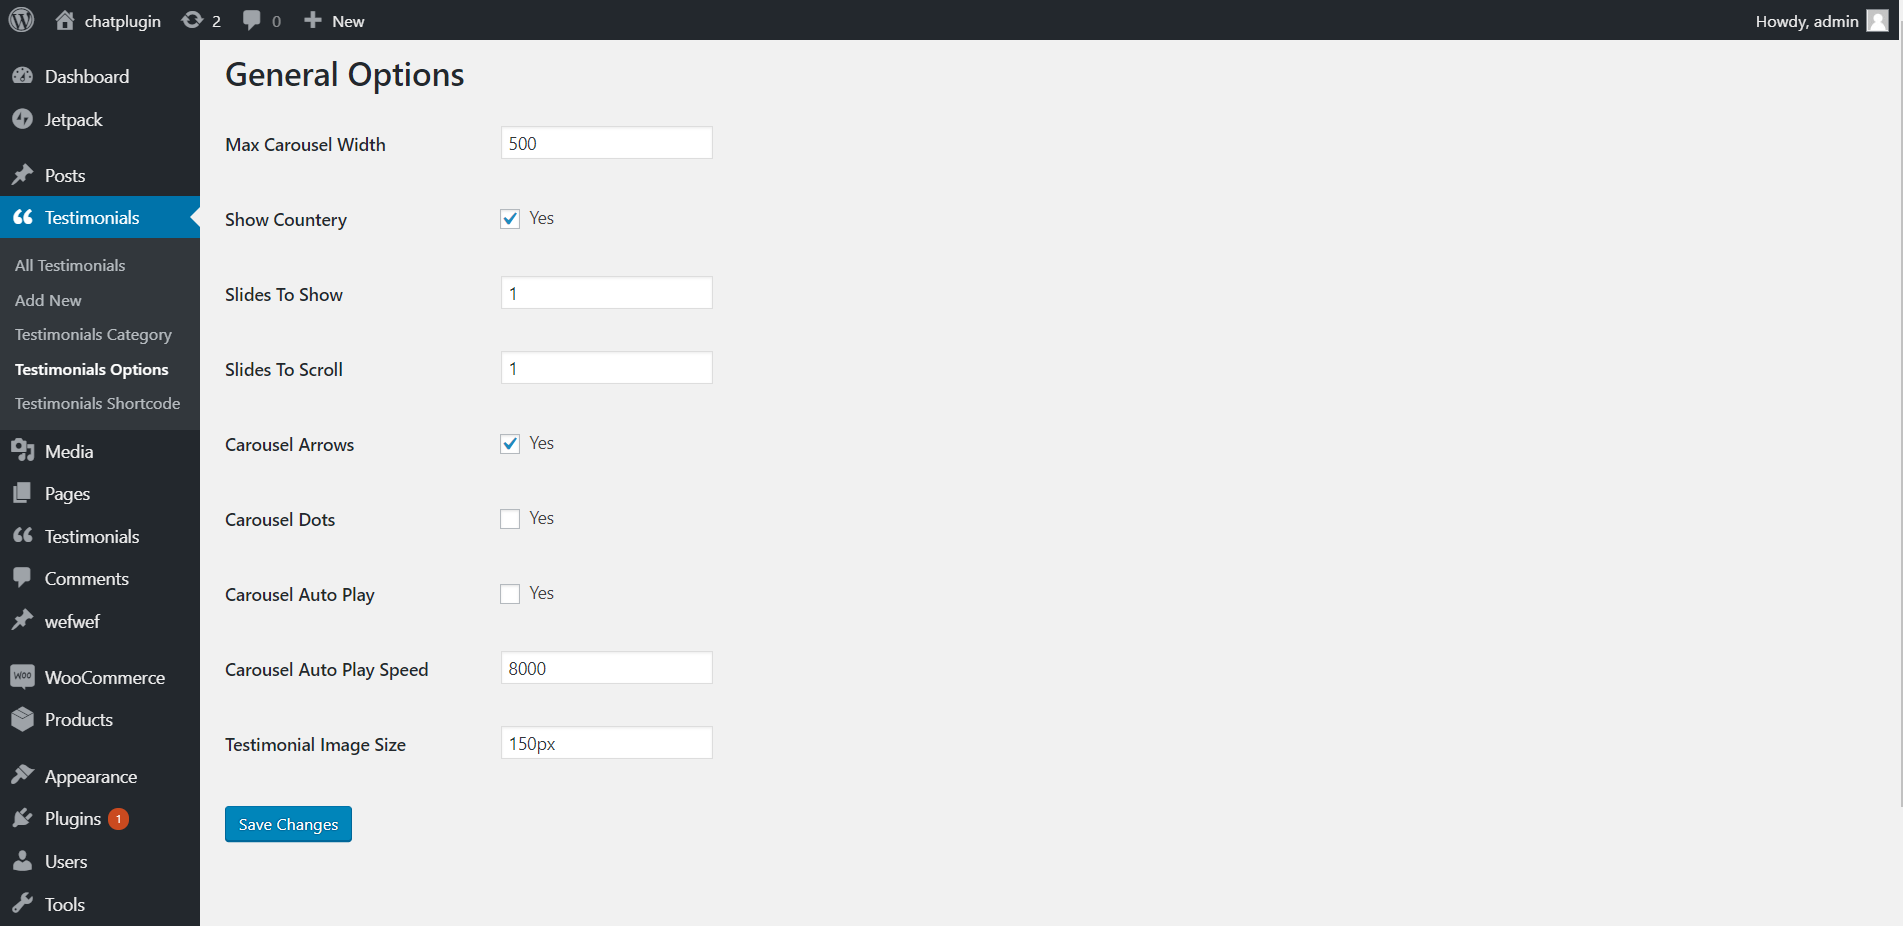 chatplugin 2 0 New Howdy, admin
Dashboard
Jetpack
Posts
Testimonials
All Testimonials
Add New
Testimonials Category
Testimonials Options
Testimonials Shortcode
Media
Pages
Testimonials
Comments
wefwef
WOO WooCommerce
Products
Appearance
Plugins 1
Users
Tools
General Options
Max Carousel Width 500
Show Countery Yes
Slides To Show 1
Slides To Scroll 1
Carousel Arrows Yes
Carousel Dots Yes
Carousel Auto Play Yes
Carousel Auto Play Speed 8000
Testimonial Image Size 150px
Save Changes